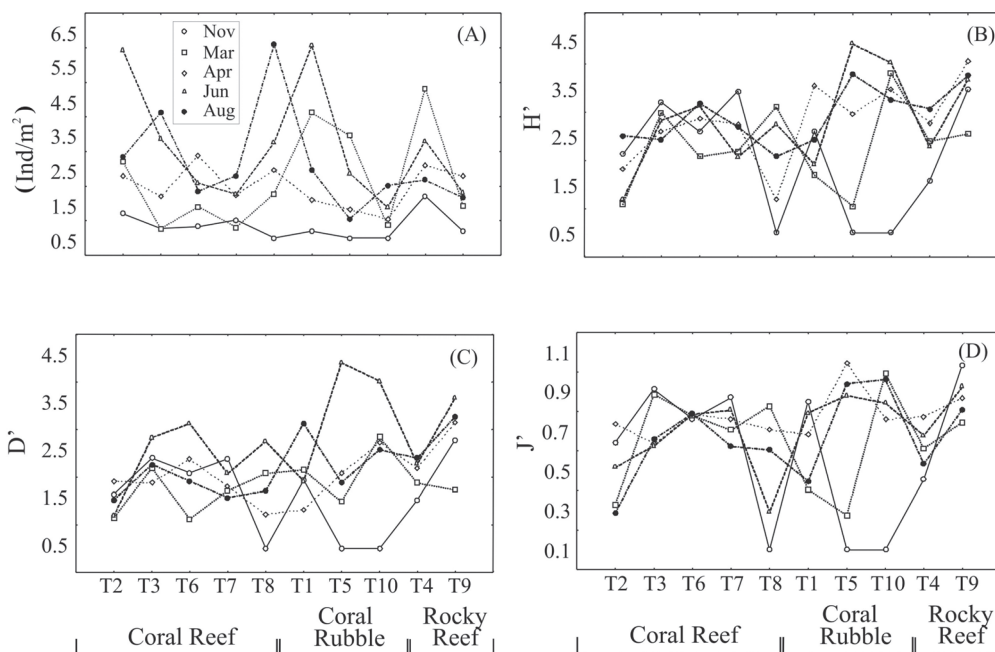 (A)
6.5
5.5
4.5
3.5
2.5
1.5
0.5
(Ind/m²)
Nov
Mar
Apr
Jun
Aug
(B)
4.5
3.5
2.5
1.5
0.5
H'
(C)
4.5
3.5
2.5
1.5
0.5
D'
T2 T3 T6 T7 T8 T1 T5 T10 T4 T9
Coral Reef
Coral
Rubble
Rocky
Reef
(D)
1.1
0.9
0.7
0.5
0.3
0.1
J'
T2 T3 T6 T7 T8 T1 T5 T10 T4 T9
Coral Reef
Coral
Rubble
Rocky
Reef